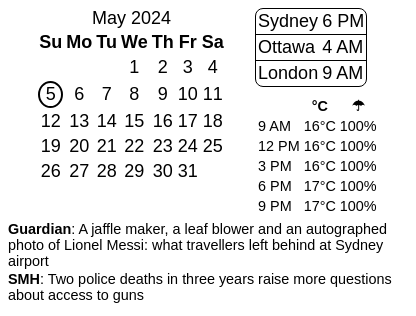 May 2024
Su Mo Tu We Th Fr Sa
1 2 3 4
5 6 7 8 9 10 11
12 13 14 15 16 17 18
19 20 21 22 23 24 25
26 27 28 29 30 31
Sydney 6 PM
Ottawa 4 AM
London 9 AM
°C ☂
9 AM 16°C 100%
12 PM 16°C 100%
3 PM 16°C 100%
6 PM 17°C 100%
9 PM 17°C 100%
Guardian: A jaffle maker, a leaf blower and an autographed
photo of Lionel Messi: what travellers left behind at Sydney
airport
SMH: Two police deaths in three years raise more questions
about access to guns